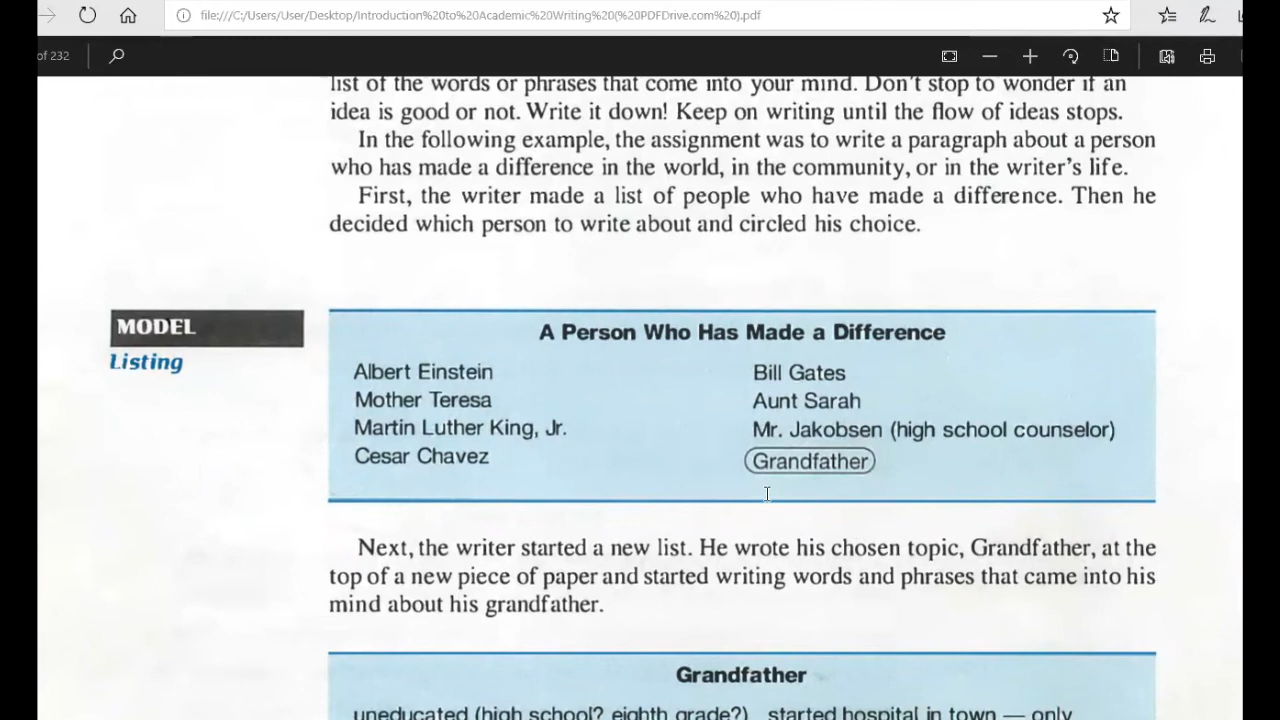 file:///C:/Users/User/Desktop/Introduction%20to%20Academic%20Writing%20(%20PDFDrive.com%20).pdf
of 232
list of the words or phrases that come into your mind. Don't stop to wonder if an
idea is good or not. Write it down! Keep on writing until the flow of ideas stops.
In the following example, the assignment was to write a paragraph about a person
who has made a difference in the world, in the community, or in the writer's life.
First, the writer made a list of people who have made a difference. Then he
decided which person to write about and circled his choice.
MODEL
Listing
A Person Who Has Made a Difference
Albert Einstein
Mother Teresa
Martin Luther King, Jr.
Cesar Chavez
Bill Gates
Aunt Sarah
Mr. Jakobsen (high school counselor)
Grandfather
Next, the writer started a new list. He wrote his chosen topic, Grandfather, at the
top of a new piece of paper and started writing words and phrases that came into his
mind about his grandfather.
Grandfather
uneducated (high school? eighth grade?)
started hospital in town — only